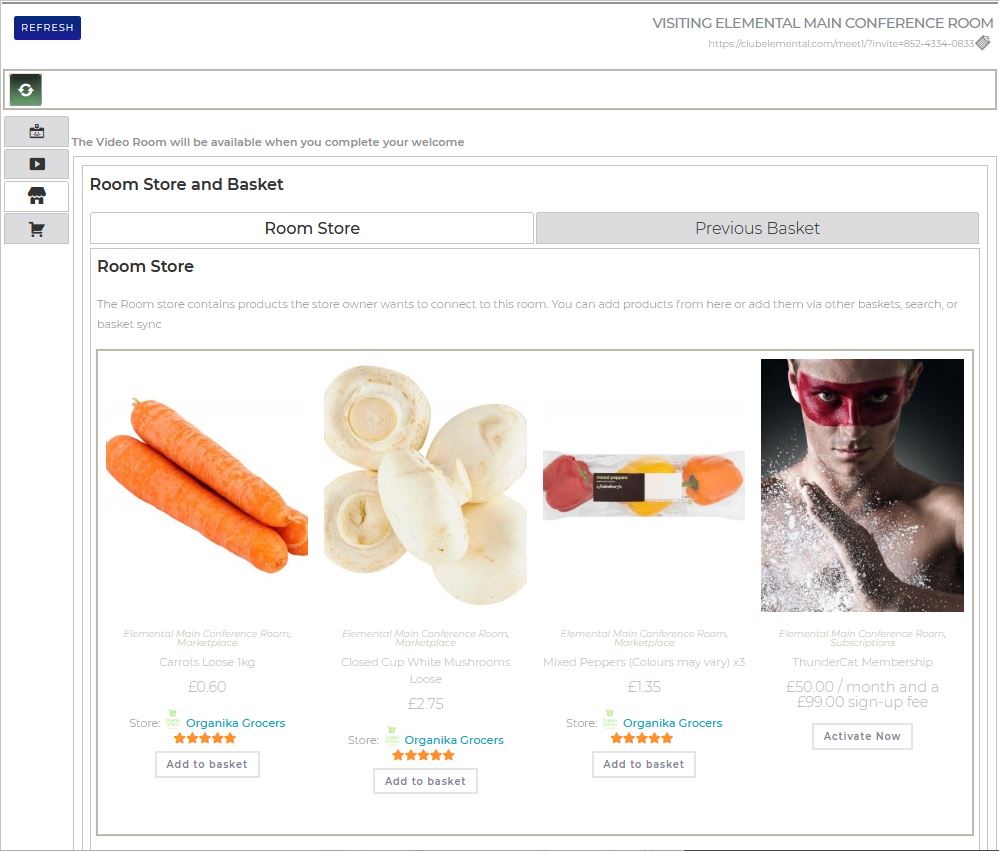 REFRESH
VISITING ELEMENTAL MAIN CONFERENCE ROOM
https://clubelemental.com/meet1/?invite=852-4334-0833
The Video Room will be available when you complete your welcome
Room Store and Basket
Room Store
Previous Basket
Room Store
The Room store contains products the store owner wants to connect to this room. You can add products from here or add them via other baskets, search, or
basket sync
mixed peppers
Sainsbury's
Elemental Main Conference Room,
Marketplace
Carrots Loose 1kg
£0.60
Store: Organika Grocers
Add to basket
Elemental Main Conference Room,
Marketplace
Closed Cup White Mushrooms
Loose
£2.75
Store: Organika Grocers
Add to basket
Elemental Main Conference Room,
Marketplace
Mixed Peppers (Colours may vary) x3
£1.35
Store: Organika Grocers
Add to basket
Elemental Main Conference Room,
Subscriptions
ThunderCat Membership
£50.00 / month and a
£99.00 sign-up fee
Activate Now